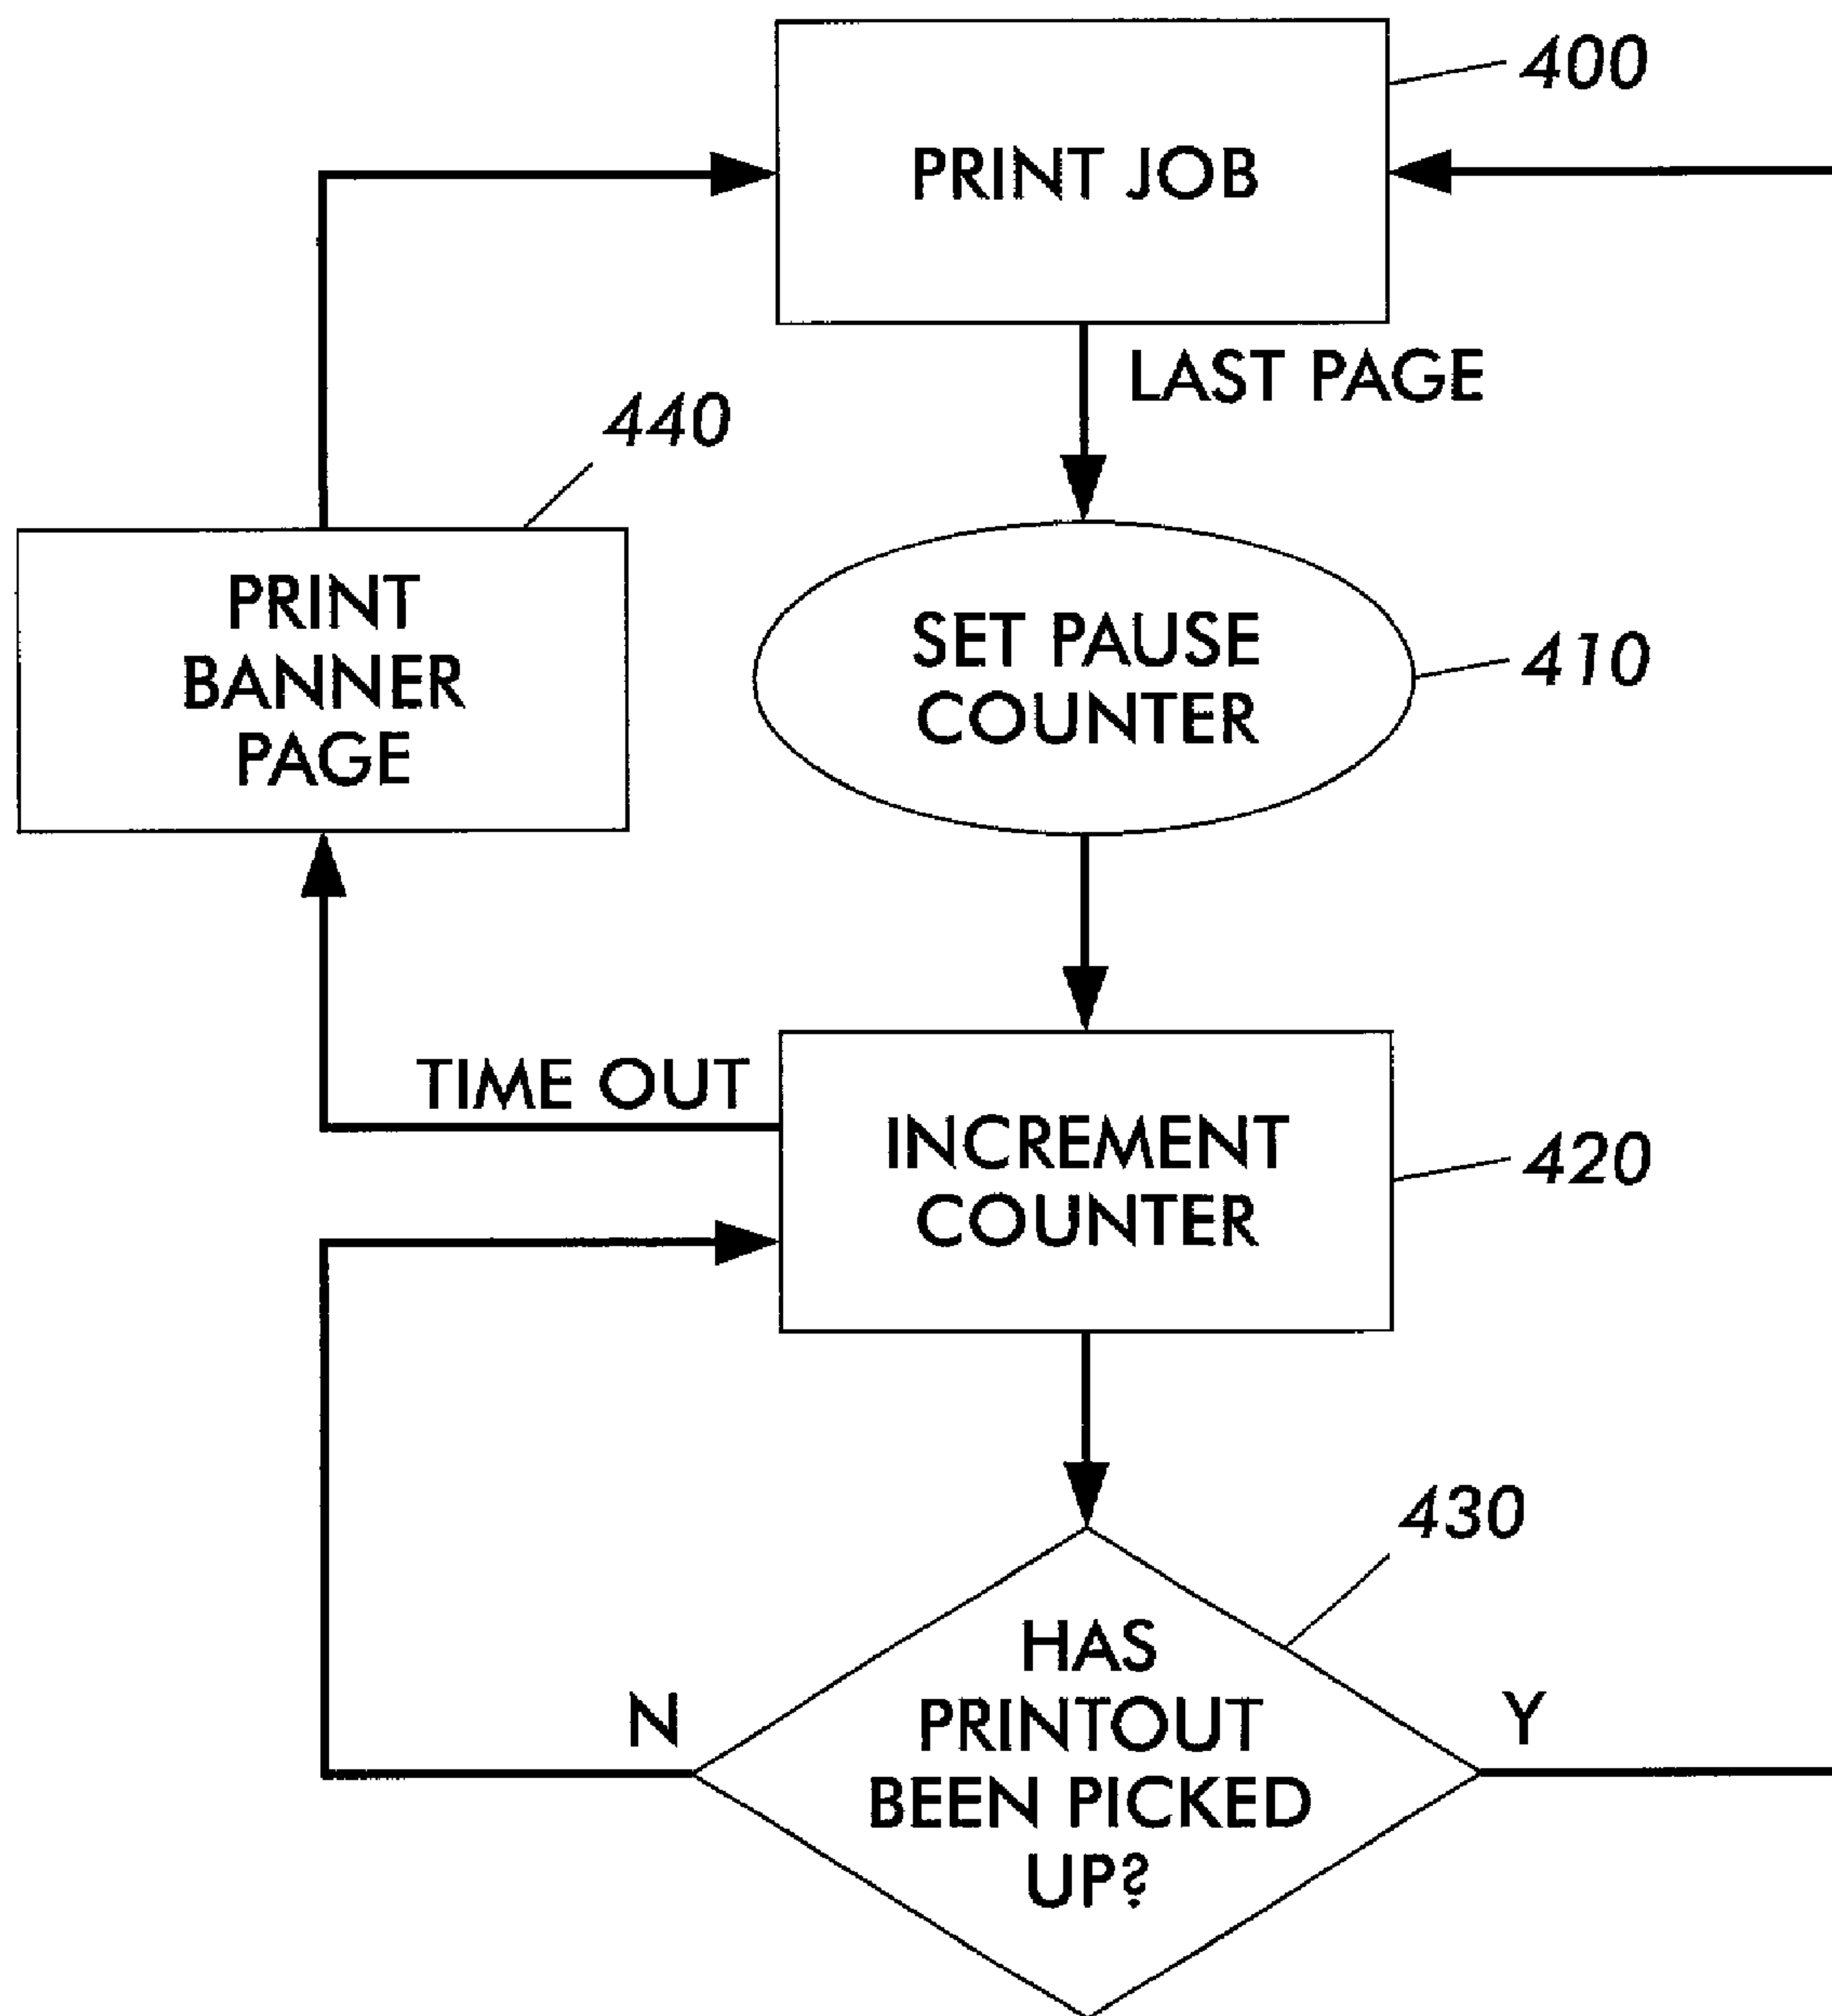 400
PRINT JOB
LAST PAGE
440
PRINT
BANNER
PAGE
SET PAUSE
COUNTER
410
TIME OUT
INCREMENT
COUNTER
420
430
HAS
PRINTOUT
BEEN PICKED
UP?
N
Y